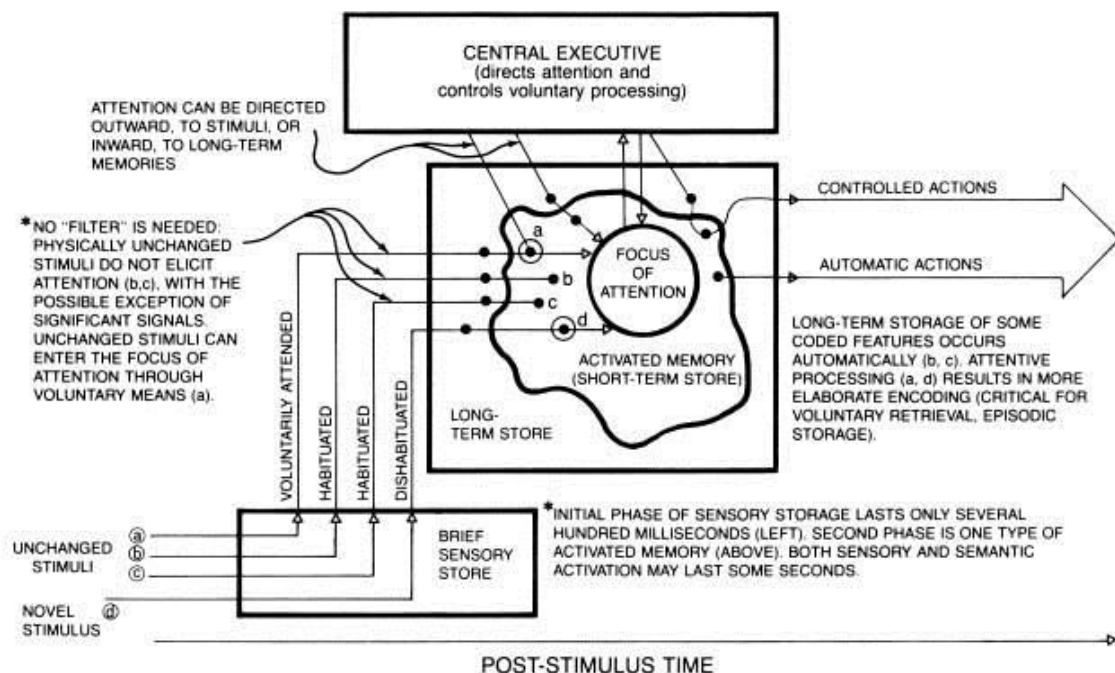 CENTRAL EXECUTIVE
(directs attention and
controls voluntary processing)
ATTENTION CAN BE DIRECTED
OUTWARD, TO STIMULI, OR
INWARD, TO LONG-TERM
MEMORIES
*NO "FILTER" IS NEEDED:
PHYSICALLY UNCHANGED
STIMULI DO NOT ELICIT
ATTENTION (b,c), WITH THE
POSSIBLE EXCEPTION OF
SIGNIFICANT SIGNALS.
UNCHANGED STIMULI CAN
ENTER THE FOCUS OF
ATTENTION THROUGH
VOLUNTARY MEANS (a).
a
b
c
d
FOCUS
OF
ATTENTION
ACTIVATED MEMORY
(SHORT-TERM STORE)
LONG-
TERM STORE
CONTROLLED ACTIONS
AUTOMATIC ACTIONS
LONG-TERM STORAGE OF SOME
CODED FEATURES OCCURS
AUTOMATICALLY (b, c). ATTENTIVE
PROCESSING (a, d) RESULTS IN MORE
ELABORATE ENCODING (CRITICAL FOR
VOLUNTARY RETRIEVAL, EPISODIC
STORAGE).
VOLUNTARILY ATTENDED
HABITUATED
HABITUATED
DISHABITUATED
UNCHANGED
STIMULI
a
b
c
NOVEL
STIMULUS
d
BRIEF
SENSORY
STORE
*INITIAL PHASE OF SENSORY STORAGE LASTS ONLY SEVERAL
HUNDRED MILLISECONDS (LEFT). SECOND PHASE IS ONE TYPE OF
ACTIVATED MEMORY (ABOVE). BOTH SENSORY AND SEMANTIC
ACTIVATION MAY LAST SOME SECONDS.
POST-STIMULUS TIME